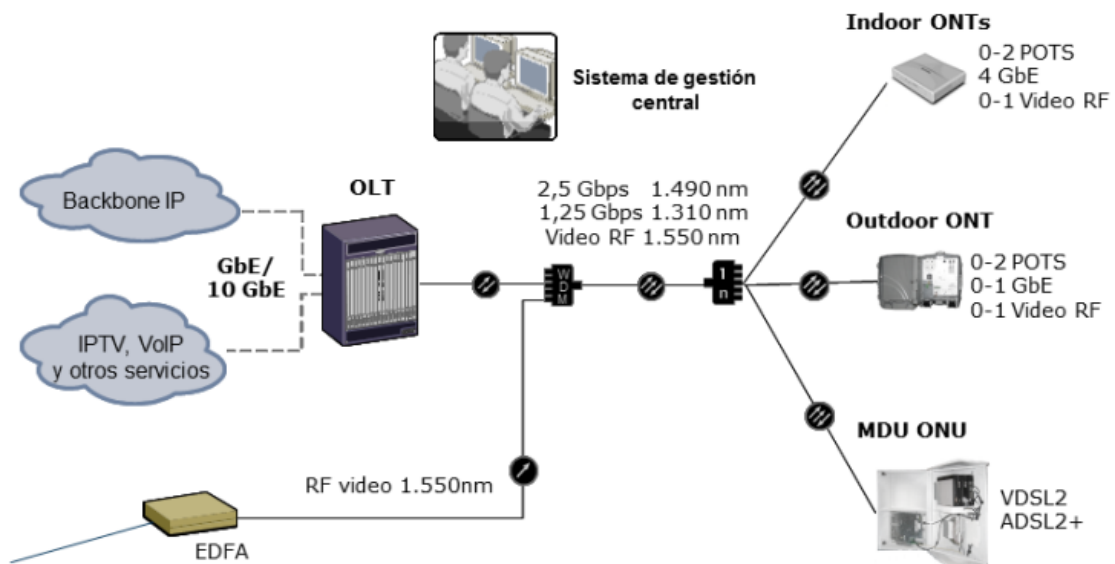 Indoor ONTs
0-2 POTS
4 GbE
0-1 Video RF
Sistema de gestión
central
Backbone IP
OLT
2,5 Gbps 1.490 nm
1,25 Gbps 1.310 nm
Video RF 1.550 nm
GbE/
10 GbE
WDM
1
n
Outdoor ONT
0-2 POTS
0-1 GbE
0-1 Video RF
IPTV, VoIP
y otros servicios
MDU ONU
VDSL2
ADSL2+
RF video 1.550nm
EDFA